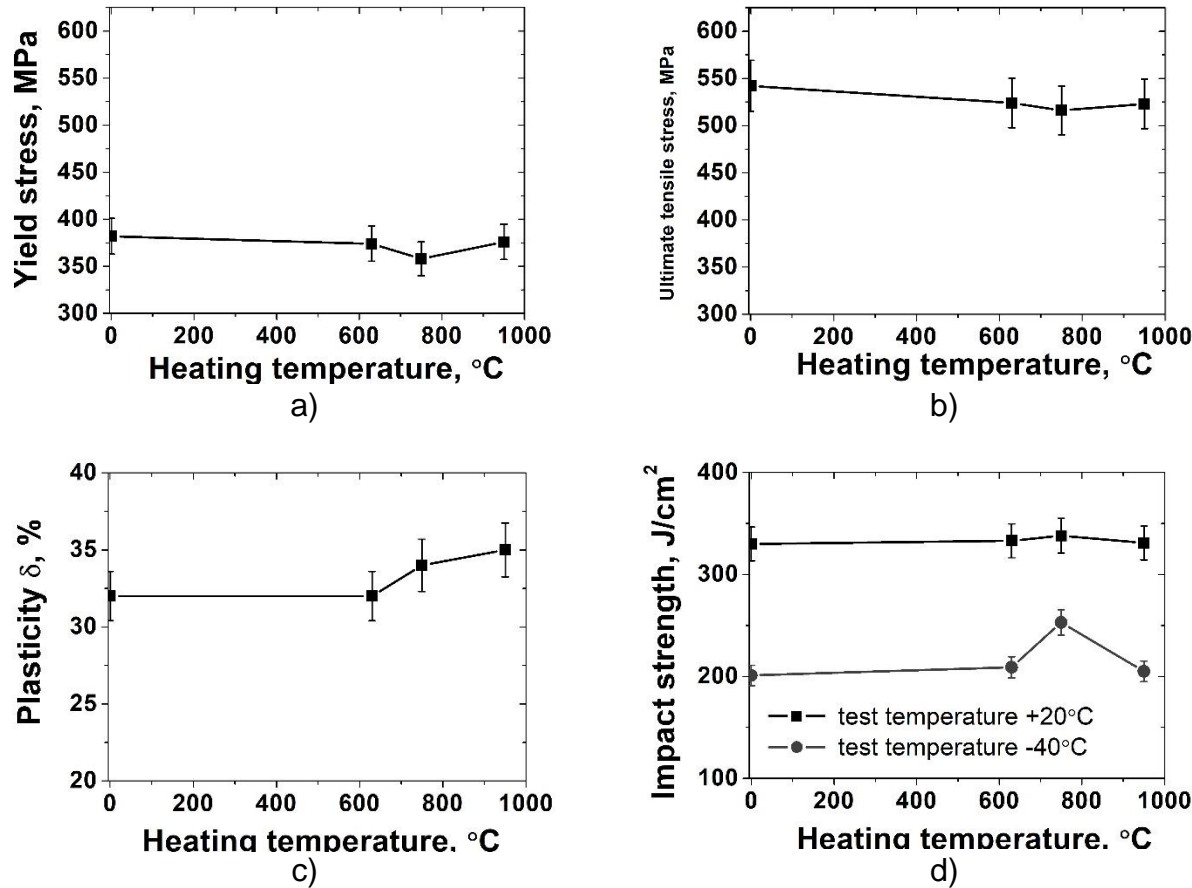 Yield stress, MPa
600
550
500
450
400
350
300
0 200 400 600 800 1000
Heating temperature, °C
a)
Ultimate tensile stress, MPa
600
550
500
450
400
350
300
0 200 400 600 800 1000
Heating temperature, °C
b)
Plasticity δ, %
40
35
30
25
20
0 200 400 600 800 1000
Heating temperature, °C
c)
Impact strength, J/cm²
400
300
200
100
test temperature +20°C
test temperature -40°C
0 200 400 600 800 1000
Heating temperature, °C
d)